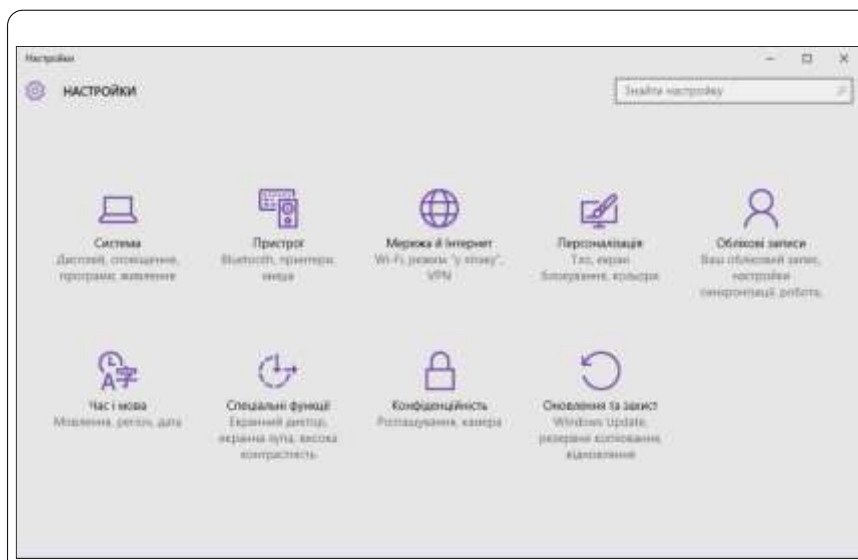 Настройки
НАСТРОЙКИ
Знайти настройку
Система
Дисплей, сповіщення,
програми, живлення
Пристрої
Bluetooth, принтери,
миша
Мережа й Інтернет
Wi-Fi, режим "у літаку",
VPN
Персоналізація
Тло, екран
блокування, кольори
Облікові записи
Ваш обліковий запис,
настройки
синхронізації, робота,
Час і мова
Мовлення, регіон, дата
Спеціальні функції
Екранний диктор,
екранна лупа, висока
контрастність
Конфіденційність
Розташування, камера
Оновлення та захист
Windows Update,
резервне копіювання,
відновлення